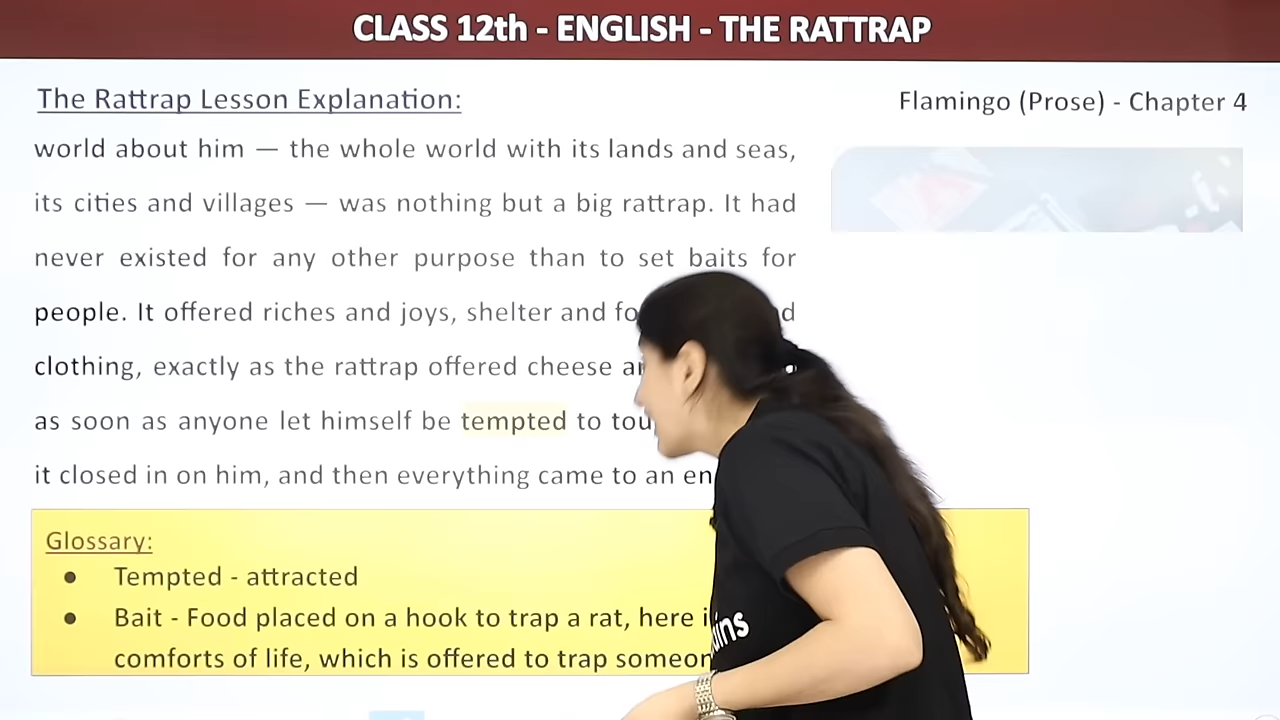 CLASS 12th - ENGLISH - THE RATTRAP
The Rattrap Lesson Explanation:
Flamingo (Prose) - Chapter 4
world about him — the whole world with its lands and seas,
its cities and villages — was nothing but a big rattrap. It had
never existed for any other purpose than to set baits for
people. It offered riches and joys, shelter and
clothing, exactly as the rattrap offered cheese
as soon as anyone let himself be tempted to
it closed in on him, and then everything came to an
Glossary:
● Tempted - attracted
● Bait - Food placed on a hook to trap a rat, here
comforts of life, which is offered to trap